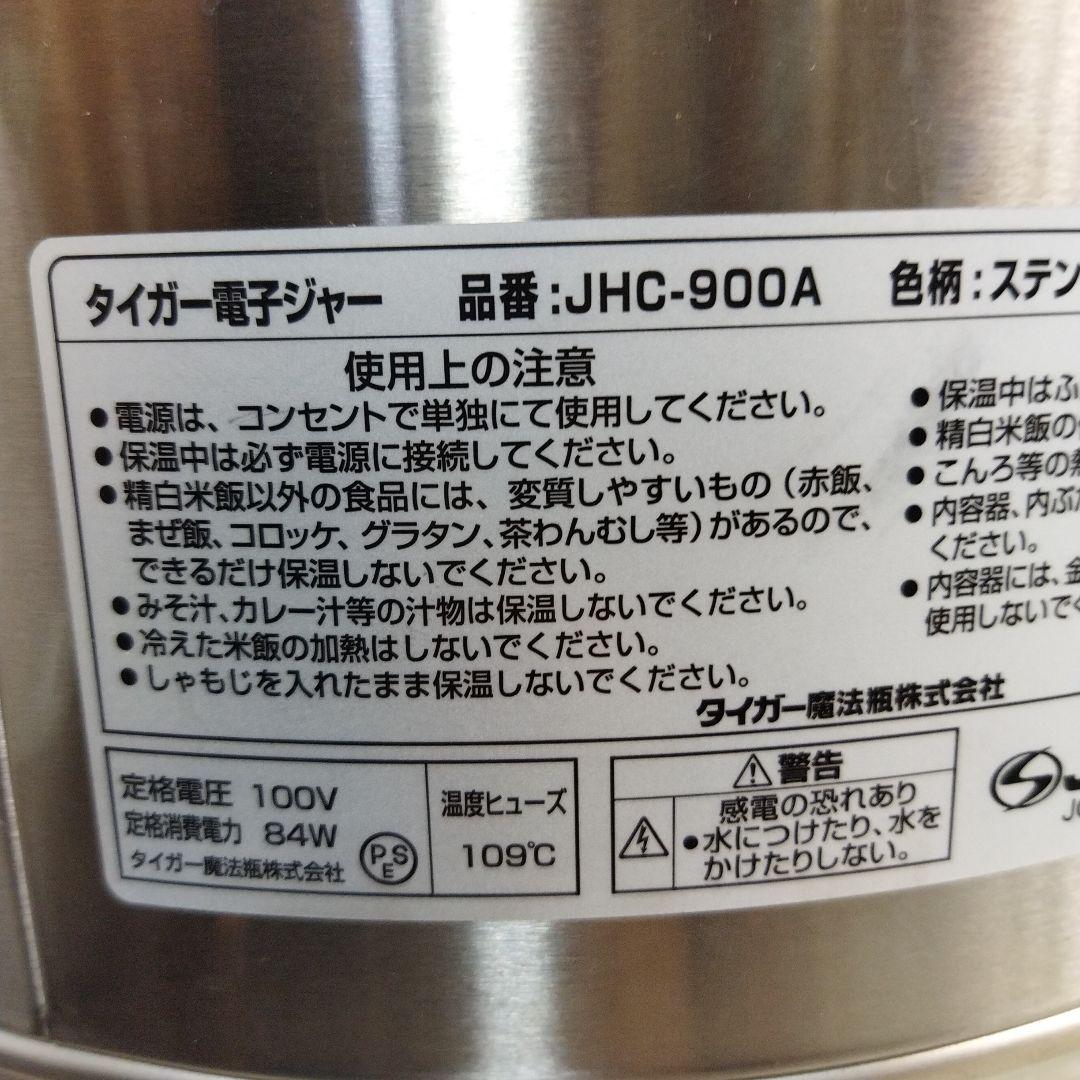 タイガー電子ジャー 品番:JHC-900A 色柄:ステン
使用上の注意
●電源は、コンセントで単独にて使用してください。
●保温中は必ず電源に接続してください。
●精白米飯以外の食品には、変質しやすいもの(赤飯、
まぜ飯、コロッケ、グラタン、茶わんむし等)があるので、
できるだけ保温しないでください。
●みそ汁、カレー汁等の汁物は保温しないでください。
●冷えた米飯の加熱はしないでください。
●しゃもじを入れたまま保温しないでください。
●保温中はふ
●精白米飯の
●こんろ等の熱
●内容器、内ぶた
ください。
●内容器には、金
使用しないでく
タイガー魔法瓶株式会社
定格電圧 100V
定格消費電力 84W
タイガー魔法瓶株式会社
PSE
温度ヒューズ
109℃
警告
感電の恐れあり
●水につけたり、水を
かけたりしない。